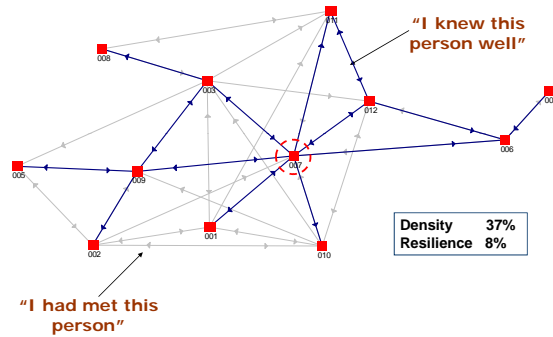 011
“I knew this
person well”
008
003
00
012
007
006
005
009
001
002
010
Density 37%
Resilience 8%
“I had met this
person”